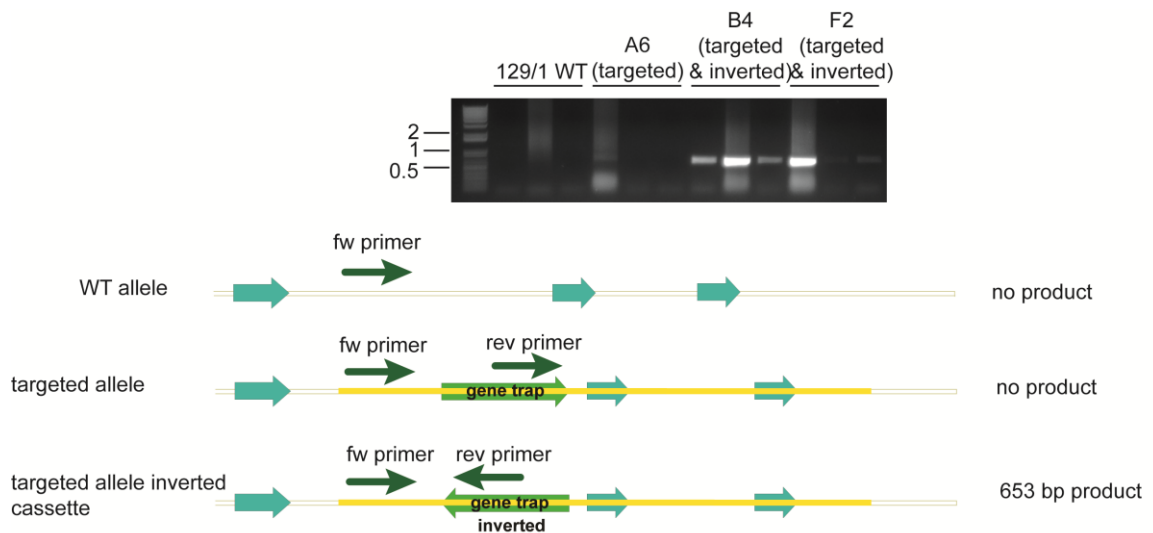 B4
F2
A6
(targeted
(targeted
129/1 WT
(targeted)
& inverted)
& inverted)
2
1
0.5
fw primer
WT allele
no product
fw primer
rev primer
targeted allele
gene trap
no product
fw primer
rev primer
targeted allele inverted
cassette
gene trap
inverted
653 bp product